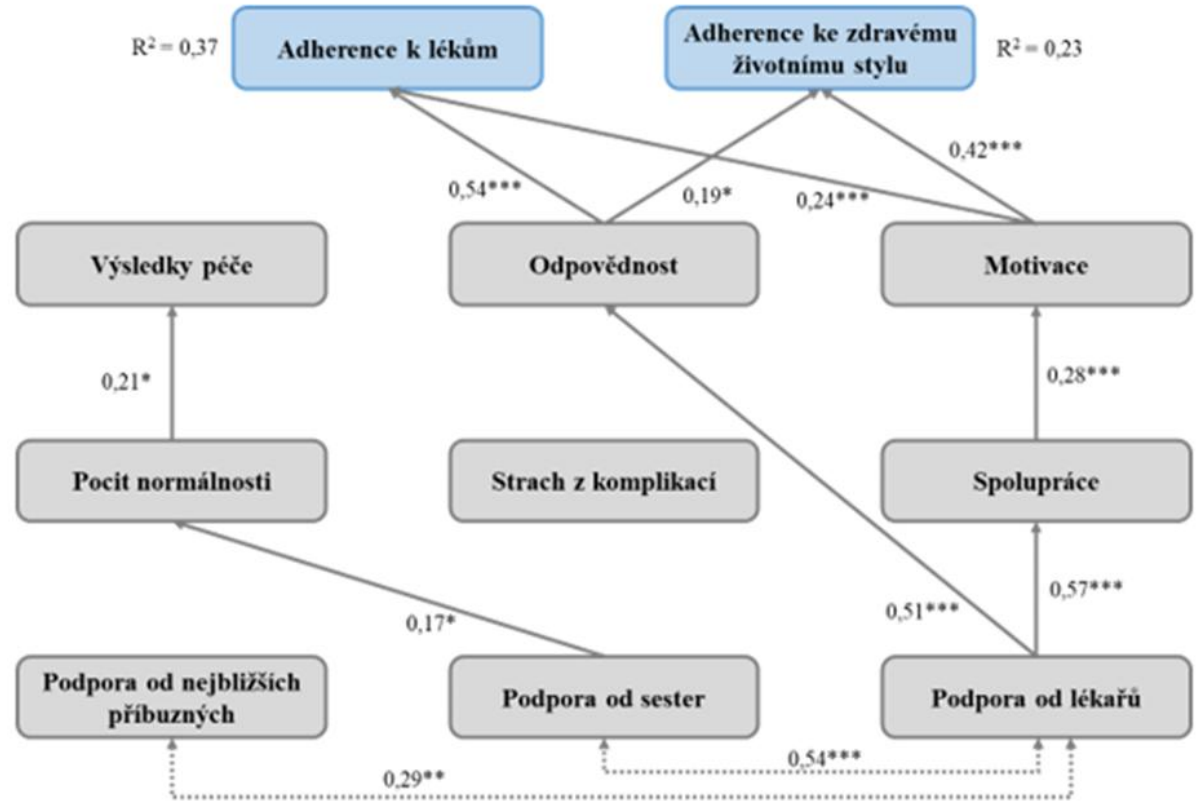 R² = 0,37
Adherence k lékům
Adherence ke zdravému
životnímu stylu
R² = 0,23
0,42***
0,54***
0,19*
0,24***
Výsledky péče
Odpovědnost
Motivace
0,21*
0,28***
Pocit normálnosti
Strach z komplikací
Spolupráce
0,57***
0,51***
0,17*
Podpora od nejbližších
příbuzných
Podpora od sester
Podpora od lékařů
0,54***
0,29**